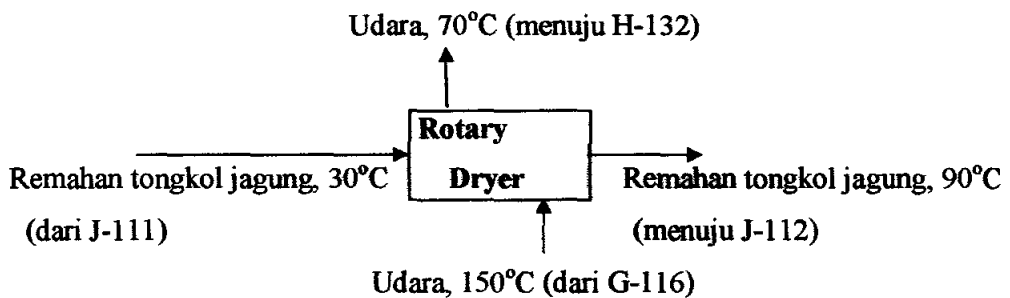 Udara, 70°C (menuju H-132)
Rotary
Dryer
Remahan tongkol jagung, 30°C
(dari J-111)
Remahan tongkol jagung, 90°C
(menuju J-112)
Udara, 150°C (dari G-116)